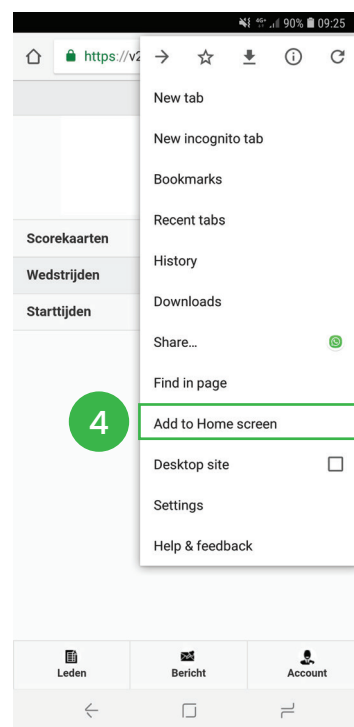 4G+ 90% 09:25
https://v2
New tab
New incognito tab
Bookmarks
Recent tabs
Scorekaarten
History
Wedstrijden
Downloads
Starttijden
Share...
Find in page
4 Add to Home screen
Desktop site
Settings
Help & feedback
Leden Bericht Account